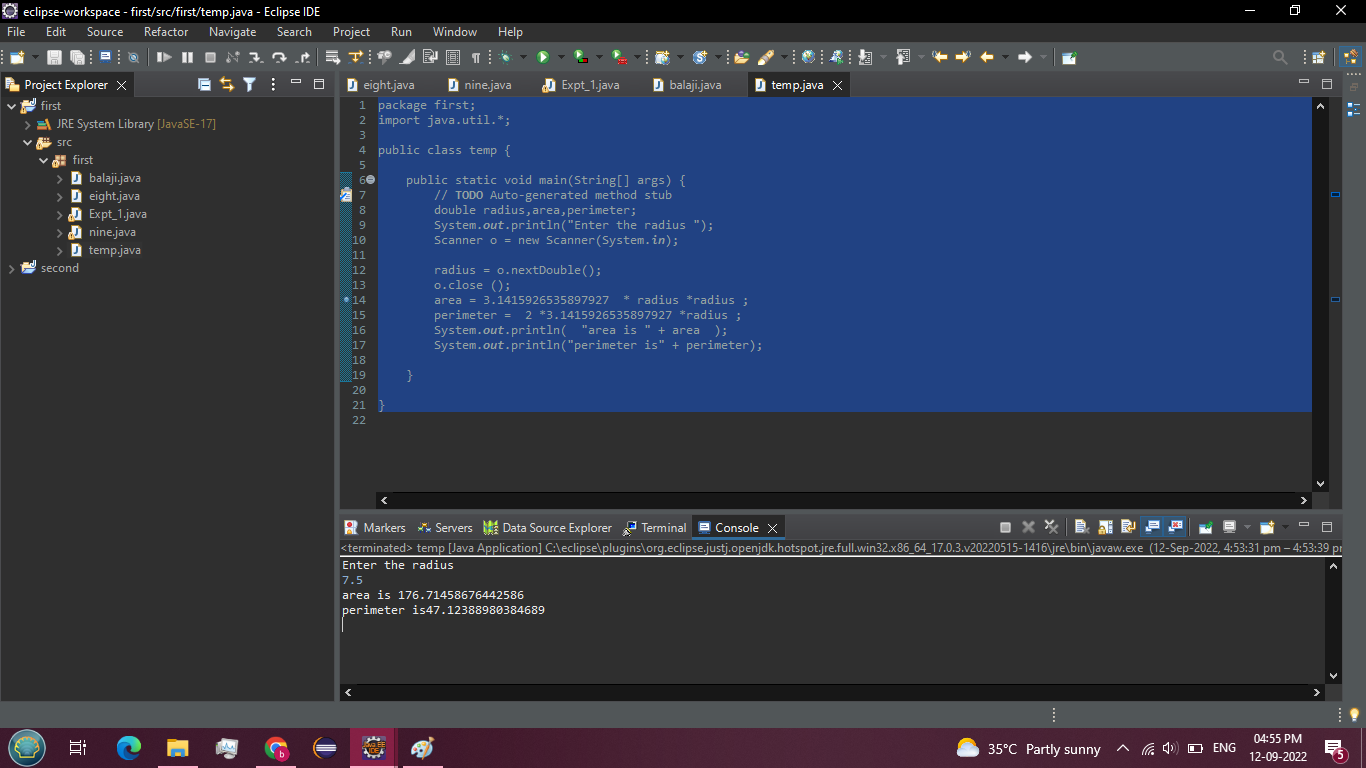 eclipse-workspace - first/src/first/temp.java - Eclipse IDE
File Edit Source Refactor Navigate Search Project Run Window Help
Project Explorer
first
JRE System Library [JavaSE-17]
src
first
balaji.java
eight.java
Expt_1.java
nine.java
temp.java
second
eight.java nine.java Expt_1.java balaji.java temp.java
1 package first;
2 import java.util.*;
3
4 public class temp {
5
6 public static void main(String[] args) {
7 // TODO Auto-generated method stub
8 double radius,area,perimeter;
9 System.out.println("Enter the radius ");
10 Scanner o = new Scanner(System.in);
11
12 radius = o.nextDouble();
13 o.close ();
14 area = 3.1415926535897927  * radius *radius ;
15 perimeter =  2 *3.1415926535897927 *radius ;
16 System.out.println(  "area is " + area  );
17 System.out.println("perimeter is" + perimeter);
18
19 }
20
21 }
22
Markers Servers Data Source Explorer Terminal Console
<terminated> temp [Java Application] C:\eclipse\plugins\org.eclipse.justj.openjdk.hotspot.jre.full.win32.x86_64_17.0.3.v20220515-1416\jre\bin\javaw.exe (12-Sep-2022, 4:53:31 pm – 4:53:39 pm
Enter the radius
7.5
area is 176.71458676442586
perimeter is47.12388980384689
35°C Partly sunny ENG 04:55 PM
12-09-2022
5